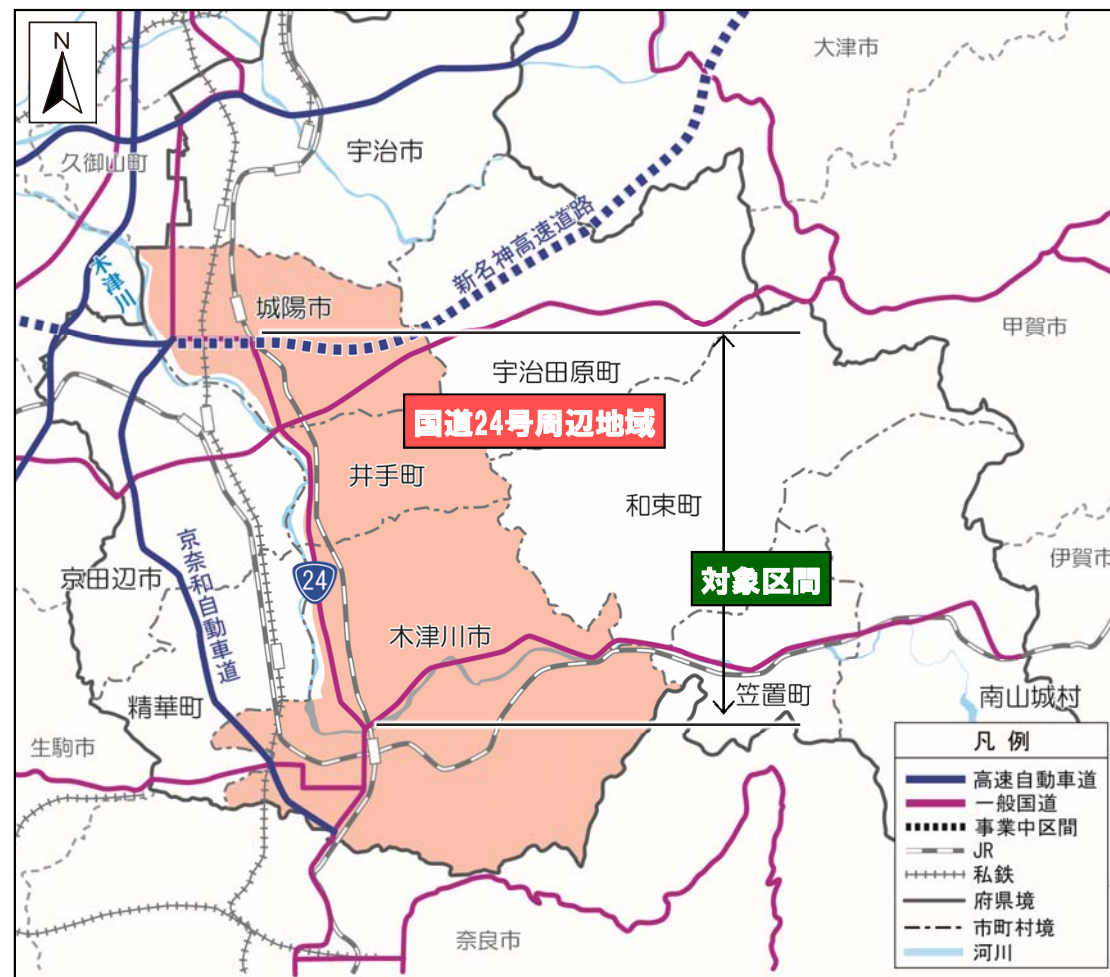 N
大津市
宇治市
久御山町
新名神高速道路
木津川
城陽市
甲賀市
宇治田原町
国道24号周辺地域
井手町
和束町
伊賀市
対象区間
京田辺市
24
京奈和自動車道
木津川市
精華町
笠置町
南山城村
生駒市
奈良市
凡 例
高速自動車道
一般国道
事業中区間
JR
私鉄
府県境
市町村境
河川